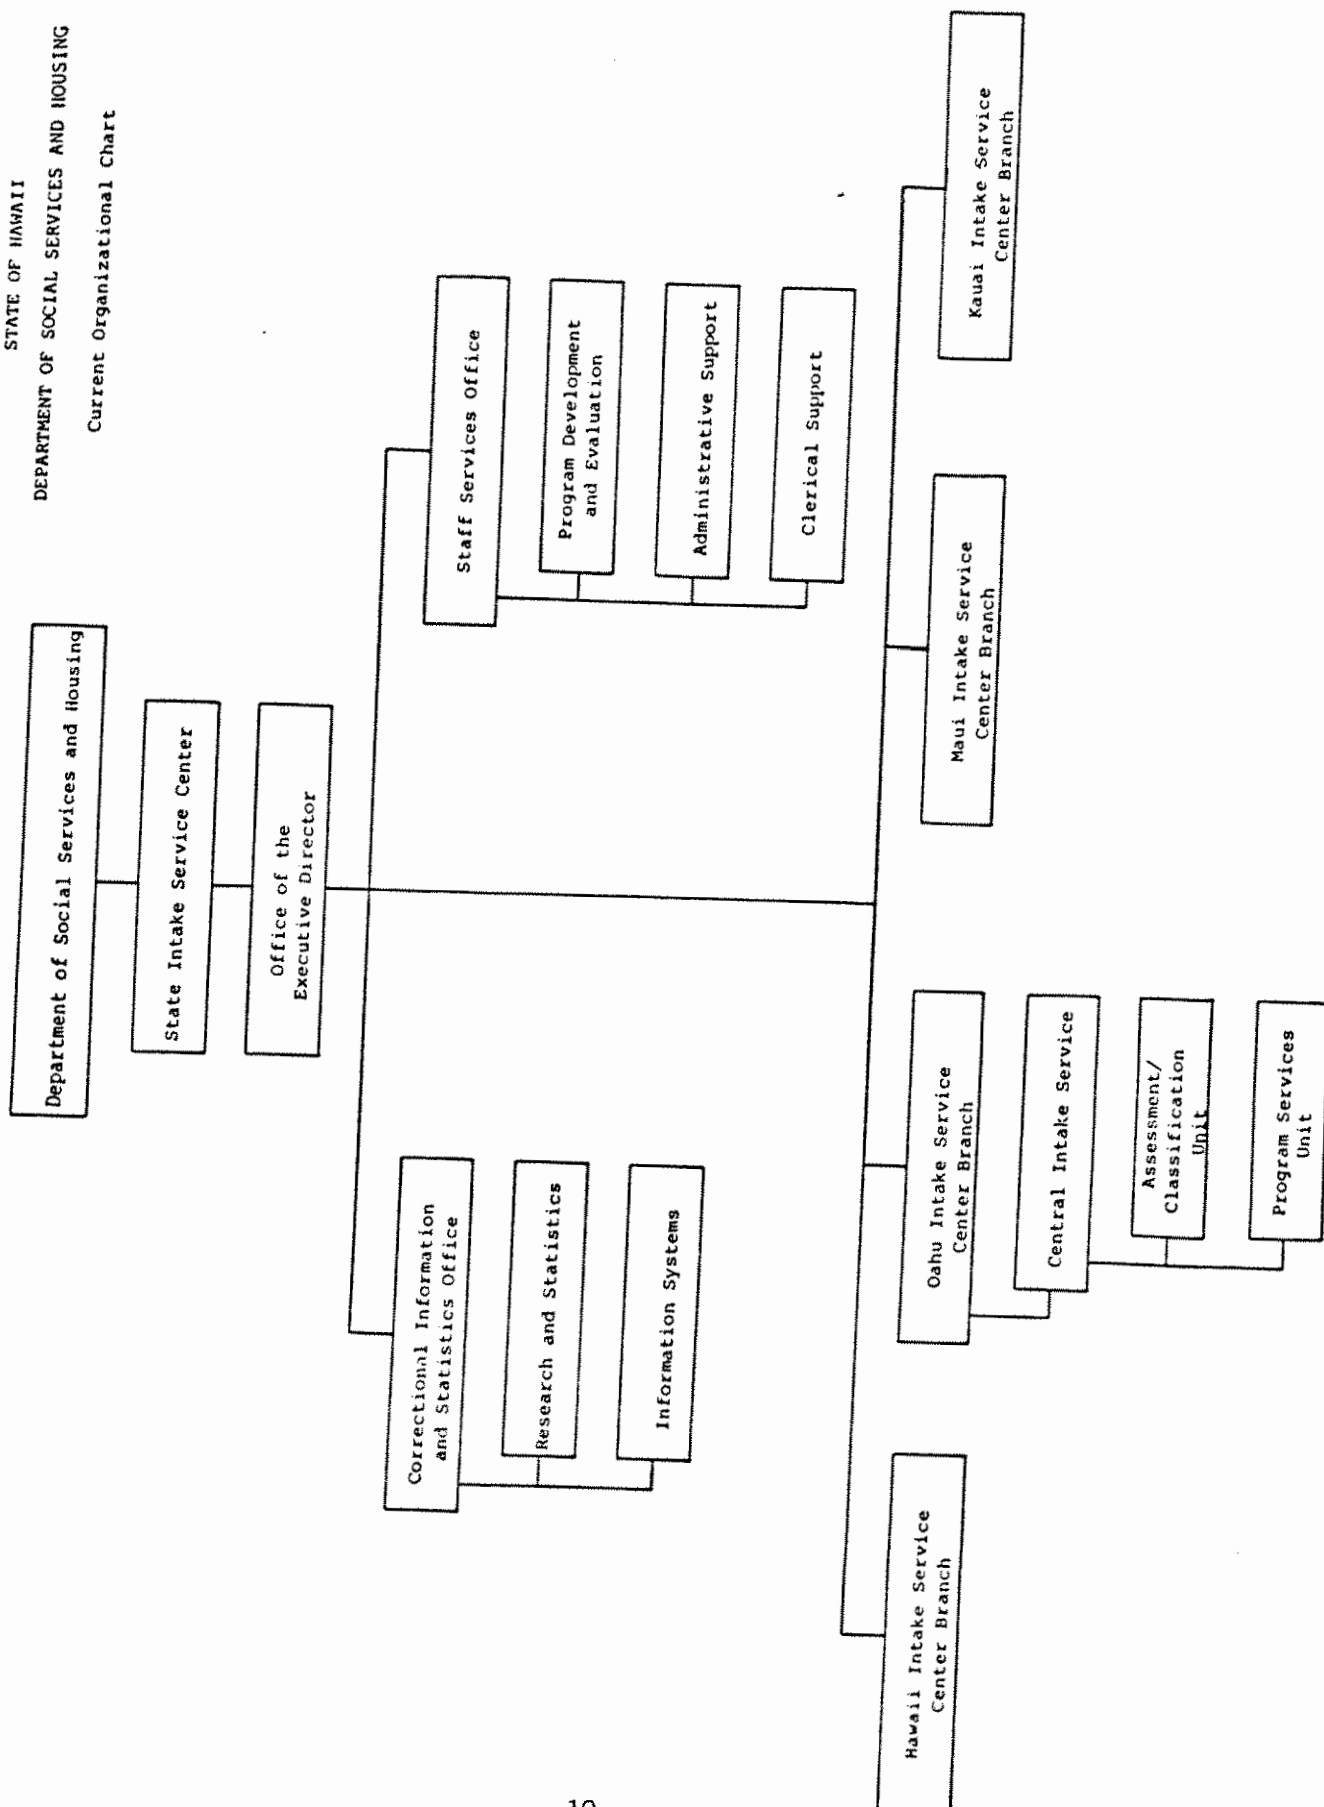 STATE OF HAWAII
DEPARTMENT OF SOCIAL SERVICES AND HOUSING
Current Organizational Chart
Department of Social Services and Housing
State Intake Service Center
Office of the
Executive Director
Correctional Information
and Statistics Office
Research and Statistics
Information Systems
Staff Services Office
Program Development
and Evaluation
Administrative Support
Clerical Support
Hawaii Intake Service
Center Branch
Oahu Intake Service
Center Branch
Central Intake Service
Assessment/
Classification
Unit
Program Services
Unit
Maui Intake Service
Center Branch
Kauai Intake Service
Center Branch